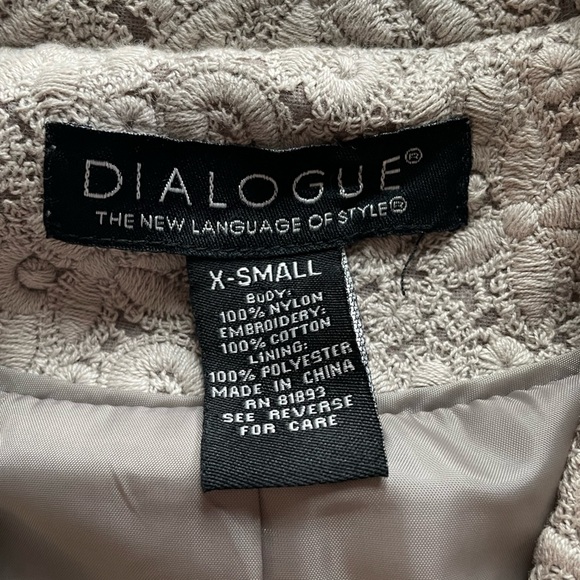 DIALOGUE®
THE NEW LANGUAGE OF STYLE®
X-SMALL
BODY:
100% NYLON
EMBROIDERY:
100% COTTON
LINING:
100% POLYESTER
MADE IN CHINA
RN 81893
SEE REVERSE
FOR CARE